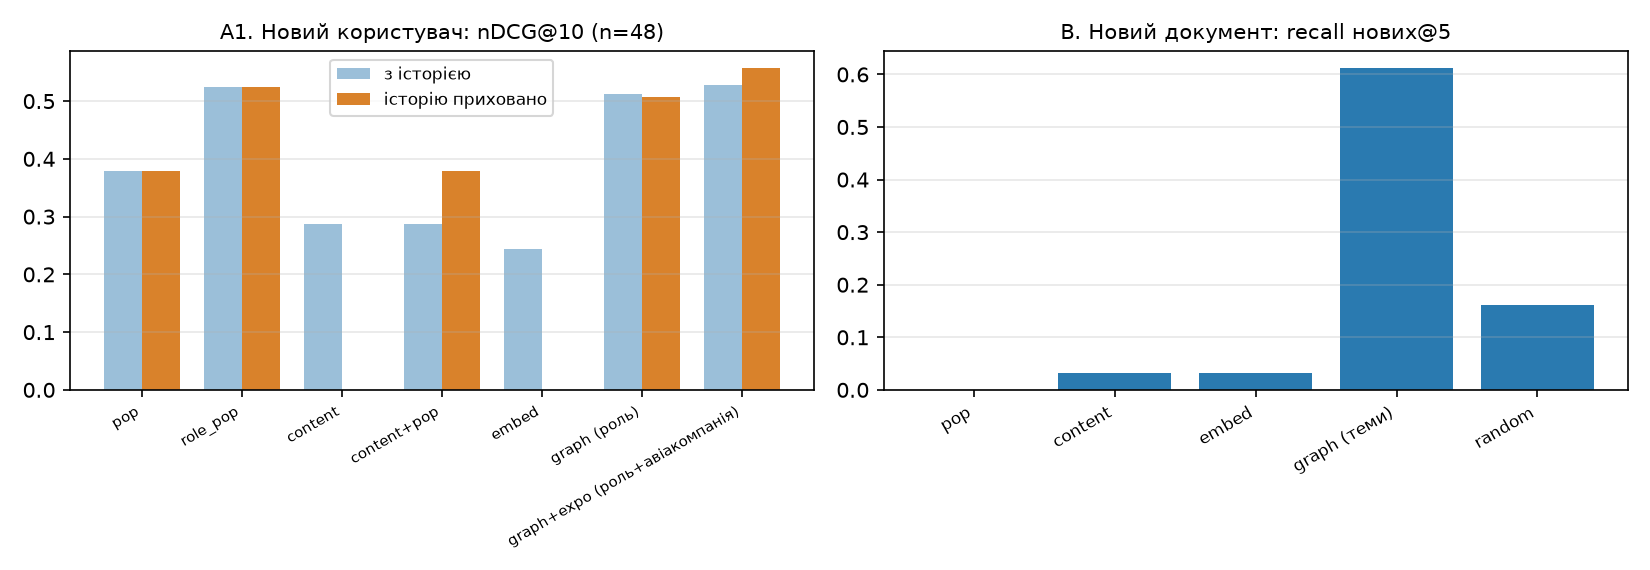 A1. Новий користувач: nDCG@10 (n=48)
з історією
історію приховано
0.5
0.4
0.3
0.2
0.1
0.0
pop
role_pop
content
content+pop
embed
graph (роль)
graph+expo (роль+авіакомпанія)
B. Новий документ: recall нових@5
0.6
0.5
0.4
0.3
0.2
0.1
0.0
pop
content
embed
graph (теми)
random